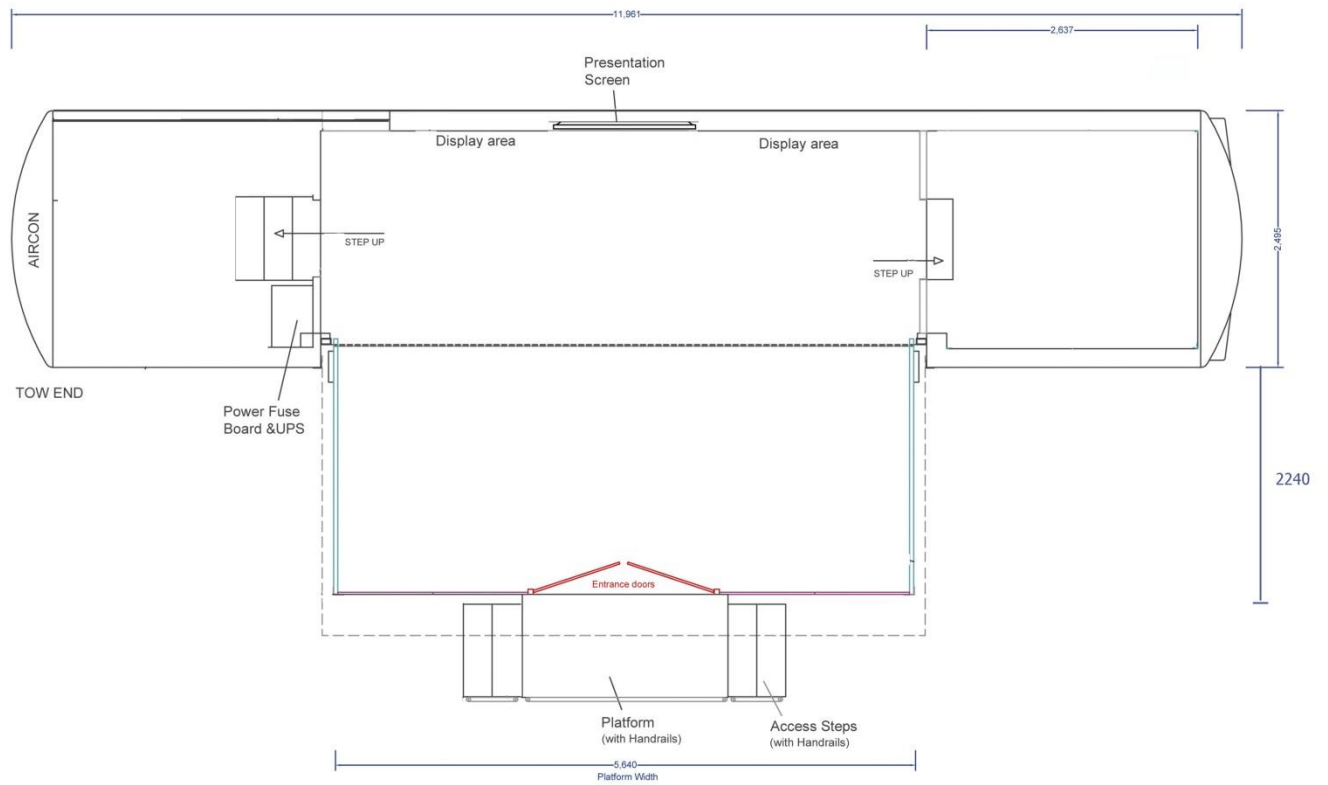 11,961
2,637
Presentation
Screen
Display area
Display area
AIRCON
STEP UP
STEP UP
2,495
TOW END
Power Fuse
Board &UPS
2240
Entrance doors
Platform
(with Handrails)
Access Steps
(with Handrails)
5,640
Platform Width